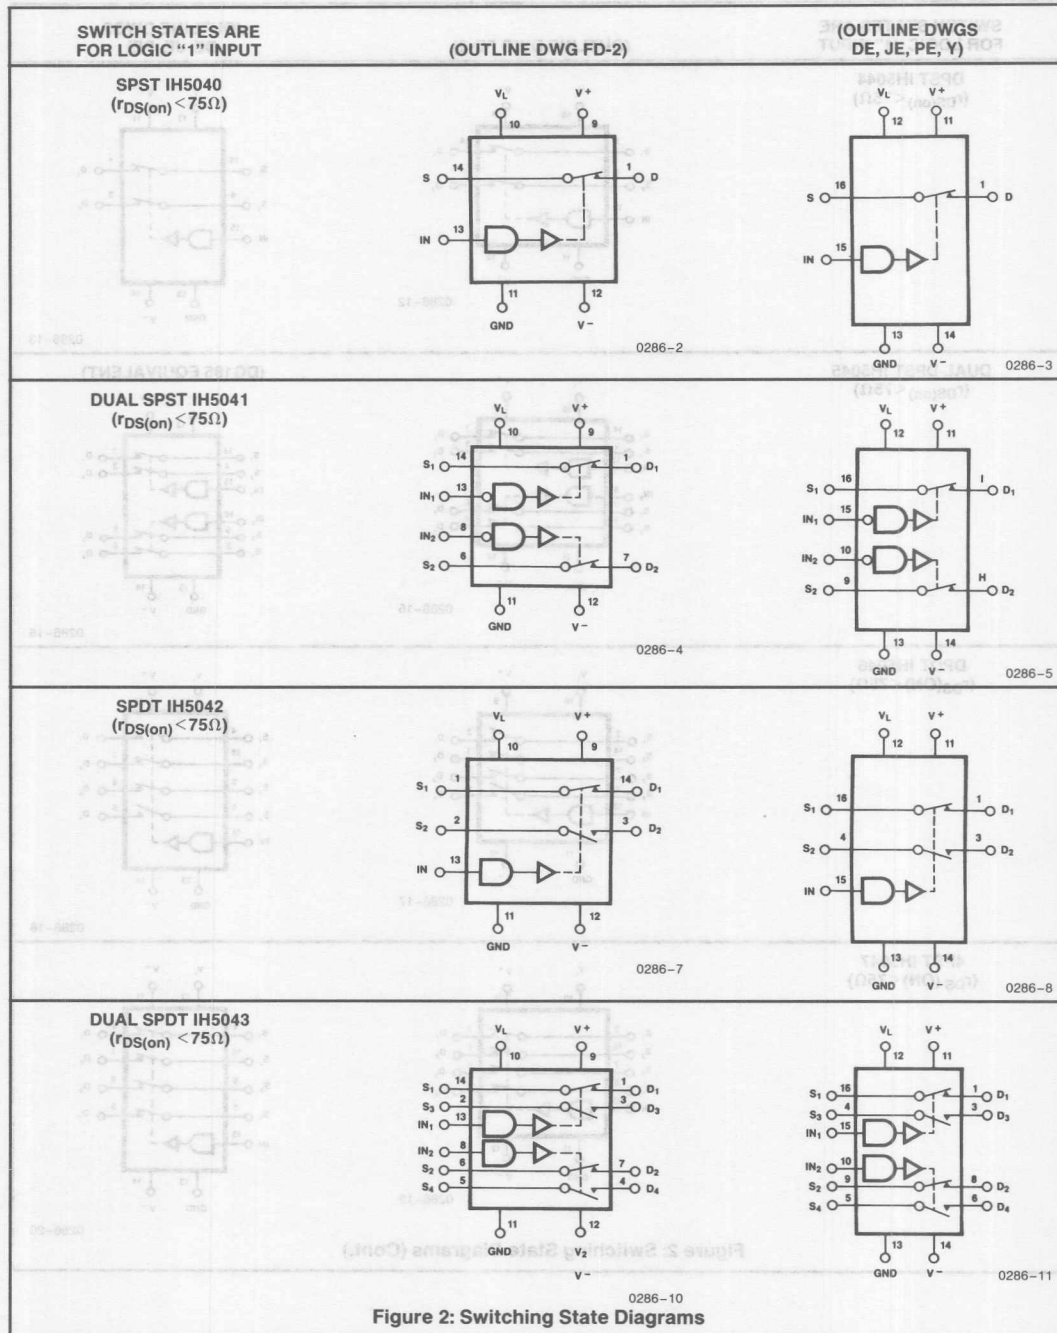 SWITCH STATES ARE
FOR LOGIC "1" INPUT
(OUTLINE DWG FD-2)
(OUTLINE DWGS
DE, JE, PE, Y)
SPST IH5040
(rDS(on) <75Ω)
VL V+
10 9
S 14 1 D
IN 13
11 12
GND V-
0286-2
VL V+
12 11
S 16 1 D
IN 15
13 14
GND V-
0286-3
DUAL SPST IH5041
(rDS(on) <75Ω)
VL V+
10 9
S1 14 1 D1
IN1 13
IN2 8
S2 6 7 D2
11 12
GND V-
0286-4
VL V+
12 11
S1 16 I D1
IN1 15
IN2 10
S2 9 H D2
13 14
GND V-
0286-5
SPDT IH5042
(rDS(on) <75Ω)
VL V+
10 9
S1 1 14 D1
S2 2 3 D2
IN 13
11 12
GND V-
0286-7
VL V+
12 11
S1 16 1 D1
S2 4 3 D2
IN 15
13 14
GND V-
0286-8
DUAL SPDT IH5043
(rDS(on) <75Ω)
VL V+
10 9
S1 14 1 D1
S3 2 3 D3
IN1 13
IN2 8
S2 6 7 D2
S4 5 4 D4
11 12
GND V2
V-
0286-10
VL V+
12 11
S1 16 1 D1
S3 4 3 D3
IN1 15
IN2 10
S2 9 8 D2
S4 5 6 D4
13 14
GND V-
0286-11
Figure 2: Switching State Diagrams